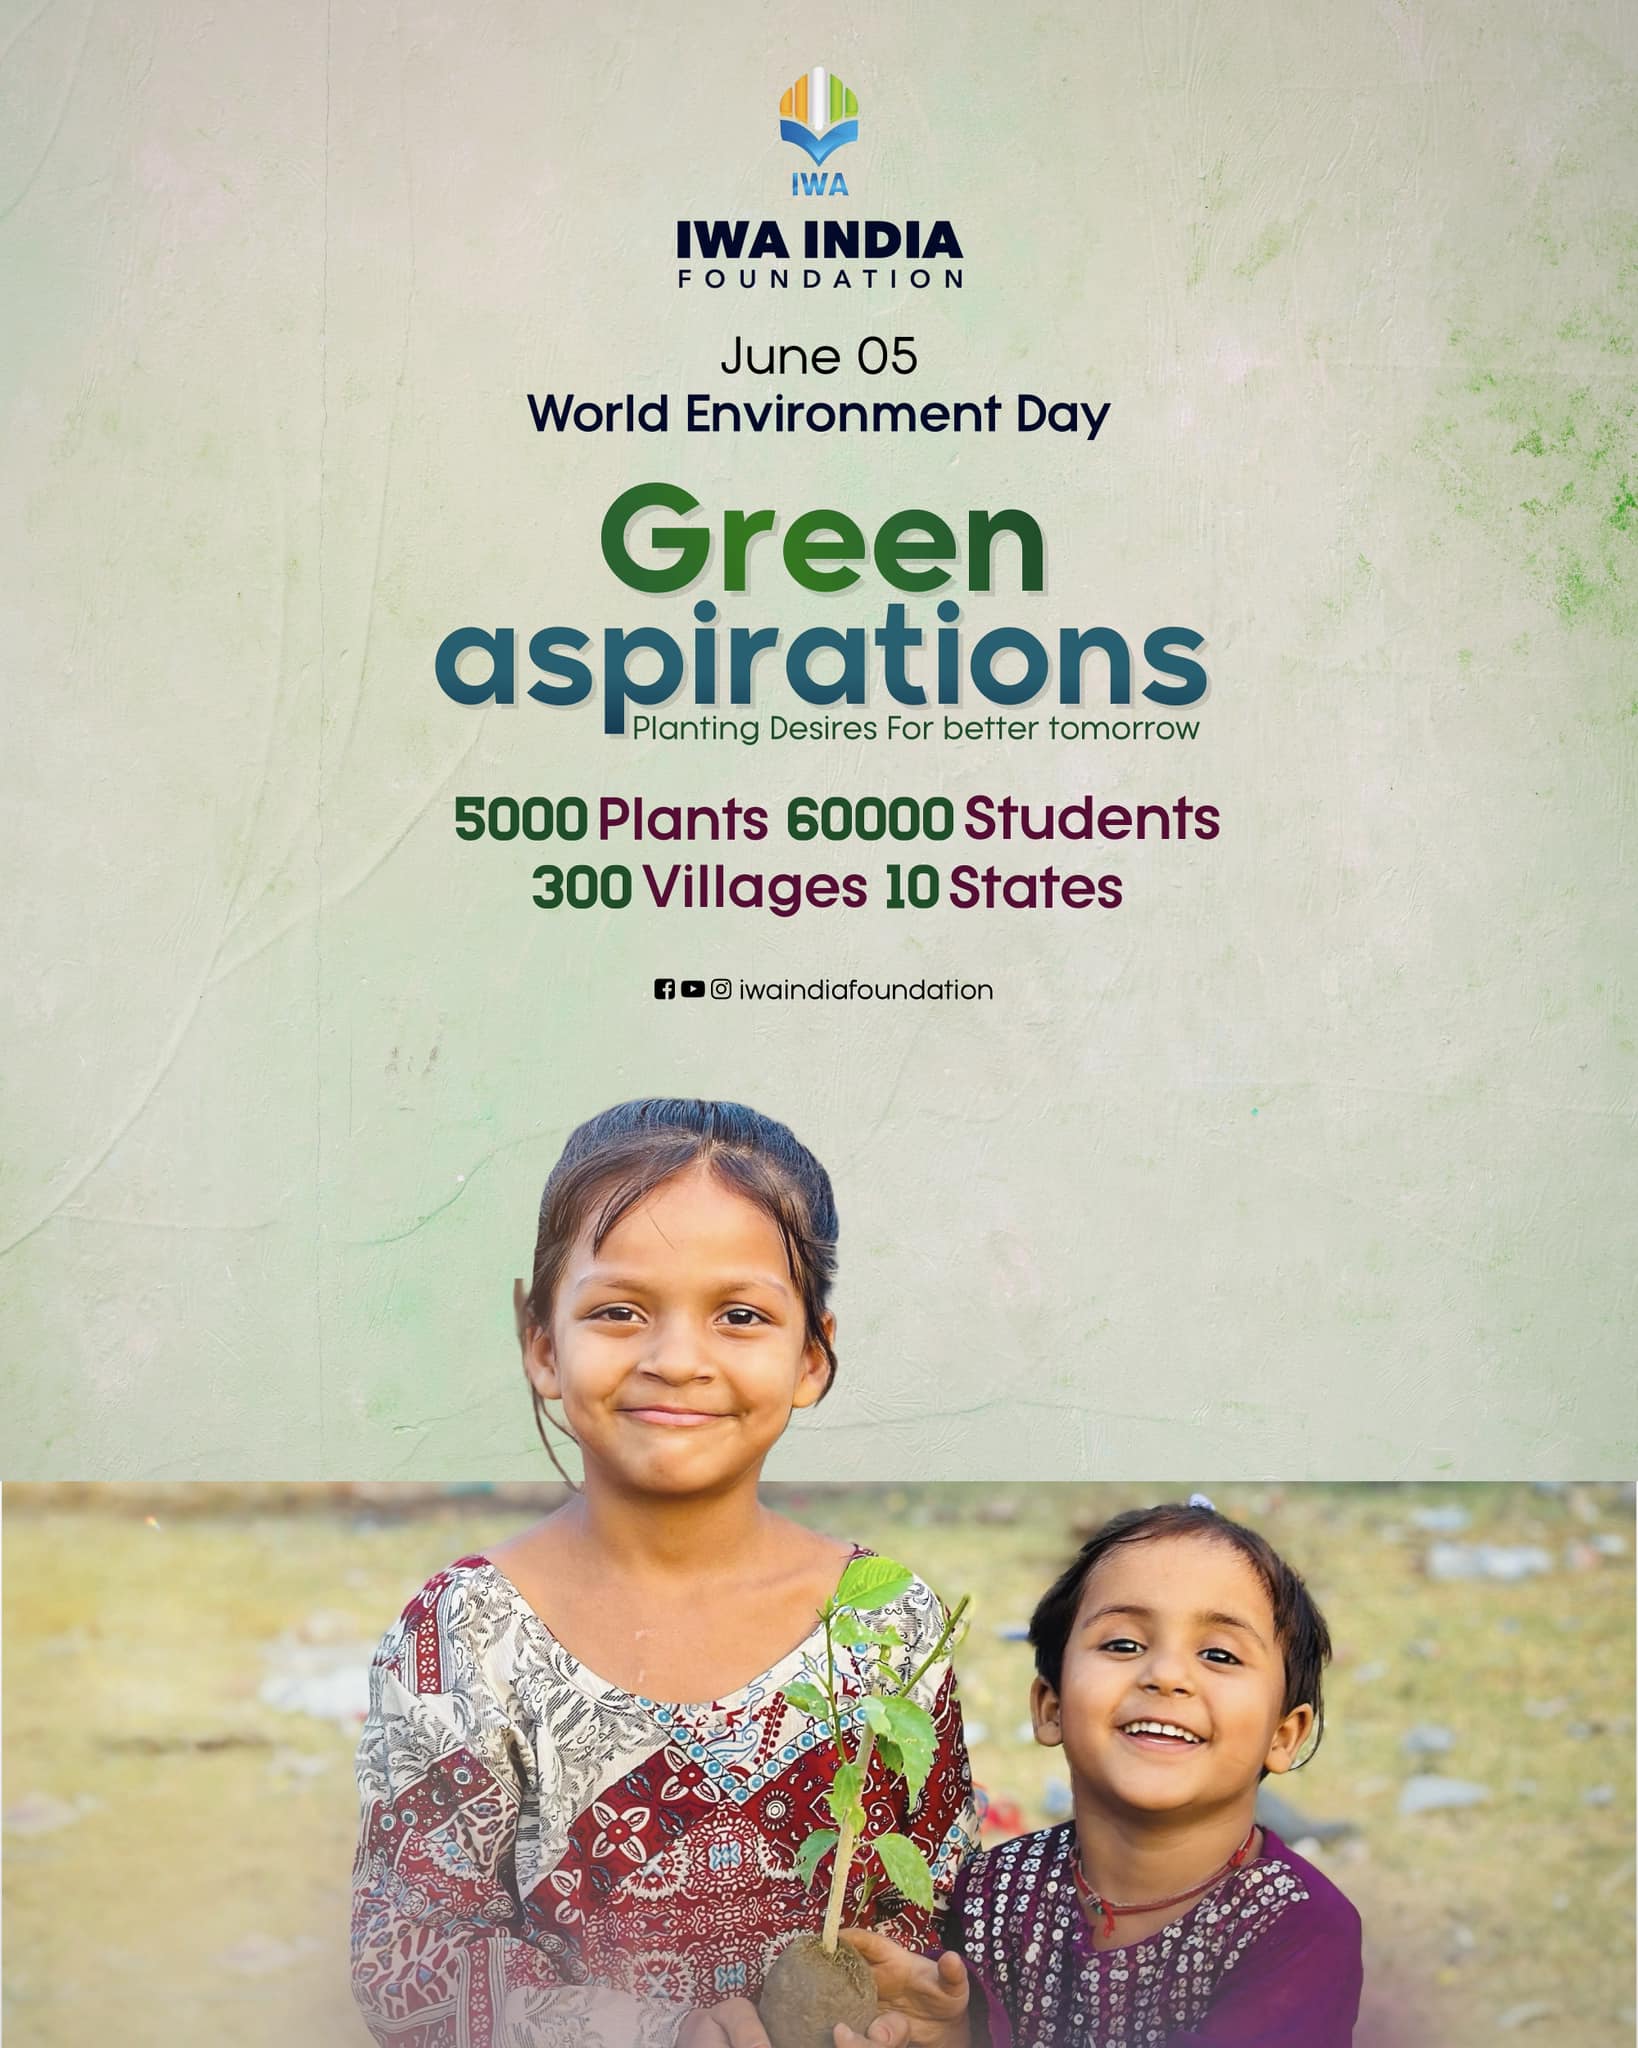 IWA
IWA INDIA
FOUNDATION
June 05
World Environment Day
Green
aspirations
Planting Desires For better tomorrow
5000 Plants 60000 Students
300 Villages 10 States
iwaindiafoundation